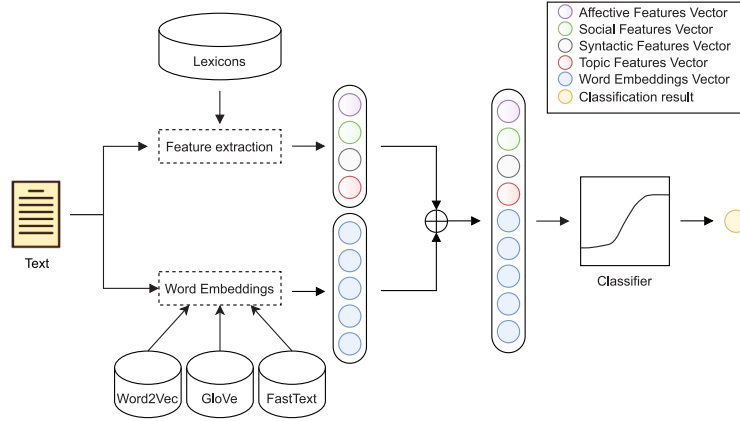 Affective Features Vector
Social Features Vector
Syntactic Features Vector
Topic Features Vector
Word Embeddings Vector
Classification result
Lexicons
Feature extraction
Text
Word Embeddings
Classifier
Word2Vec
GloVe
FastText